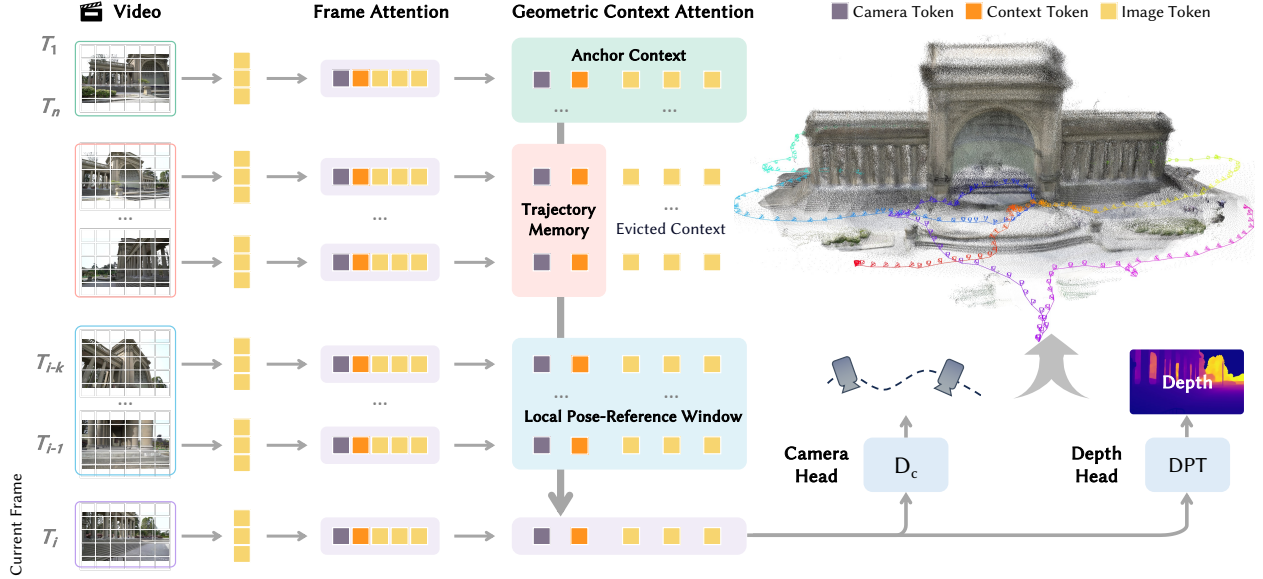 Video
Frame Attention
Geometric Context Attention
Camera Token
Context Token
Image Token
T1
Tn
Anchor Context
...
...
...
...
Trajectory
Memory
...
Evicted Context
Ti-k
...
...
...
...
Local Pose-Reference Window
Ti-1
Current Frame
Ti
Camera
Head
Dc
Depth
Head
DPT
Depth